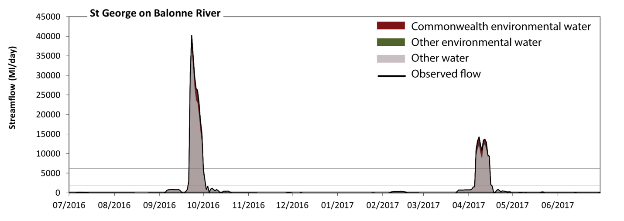 St George on Balonne River
Commonwealth environmental water
Other environmental water
Other water
Observed flow
Streamflow (Ml/day)
45000
40000
35000
30000
25000
20000
15000
10000
5000
0
07/2016 08/2016 09/2016 10/2016 11/2016 12/2016 01/2017 02/2017 03/2017 04/2017 05/2017 06/2017